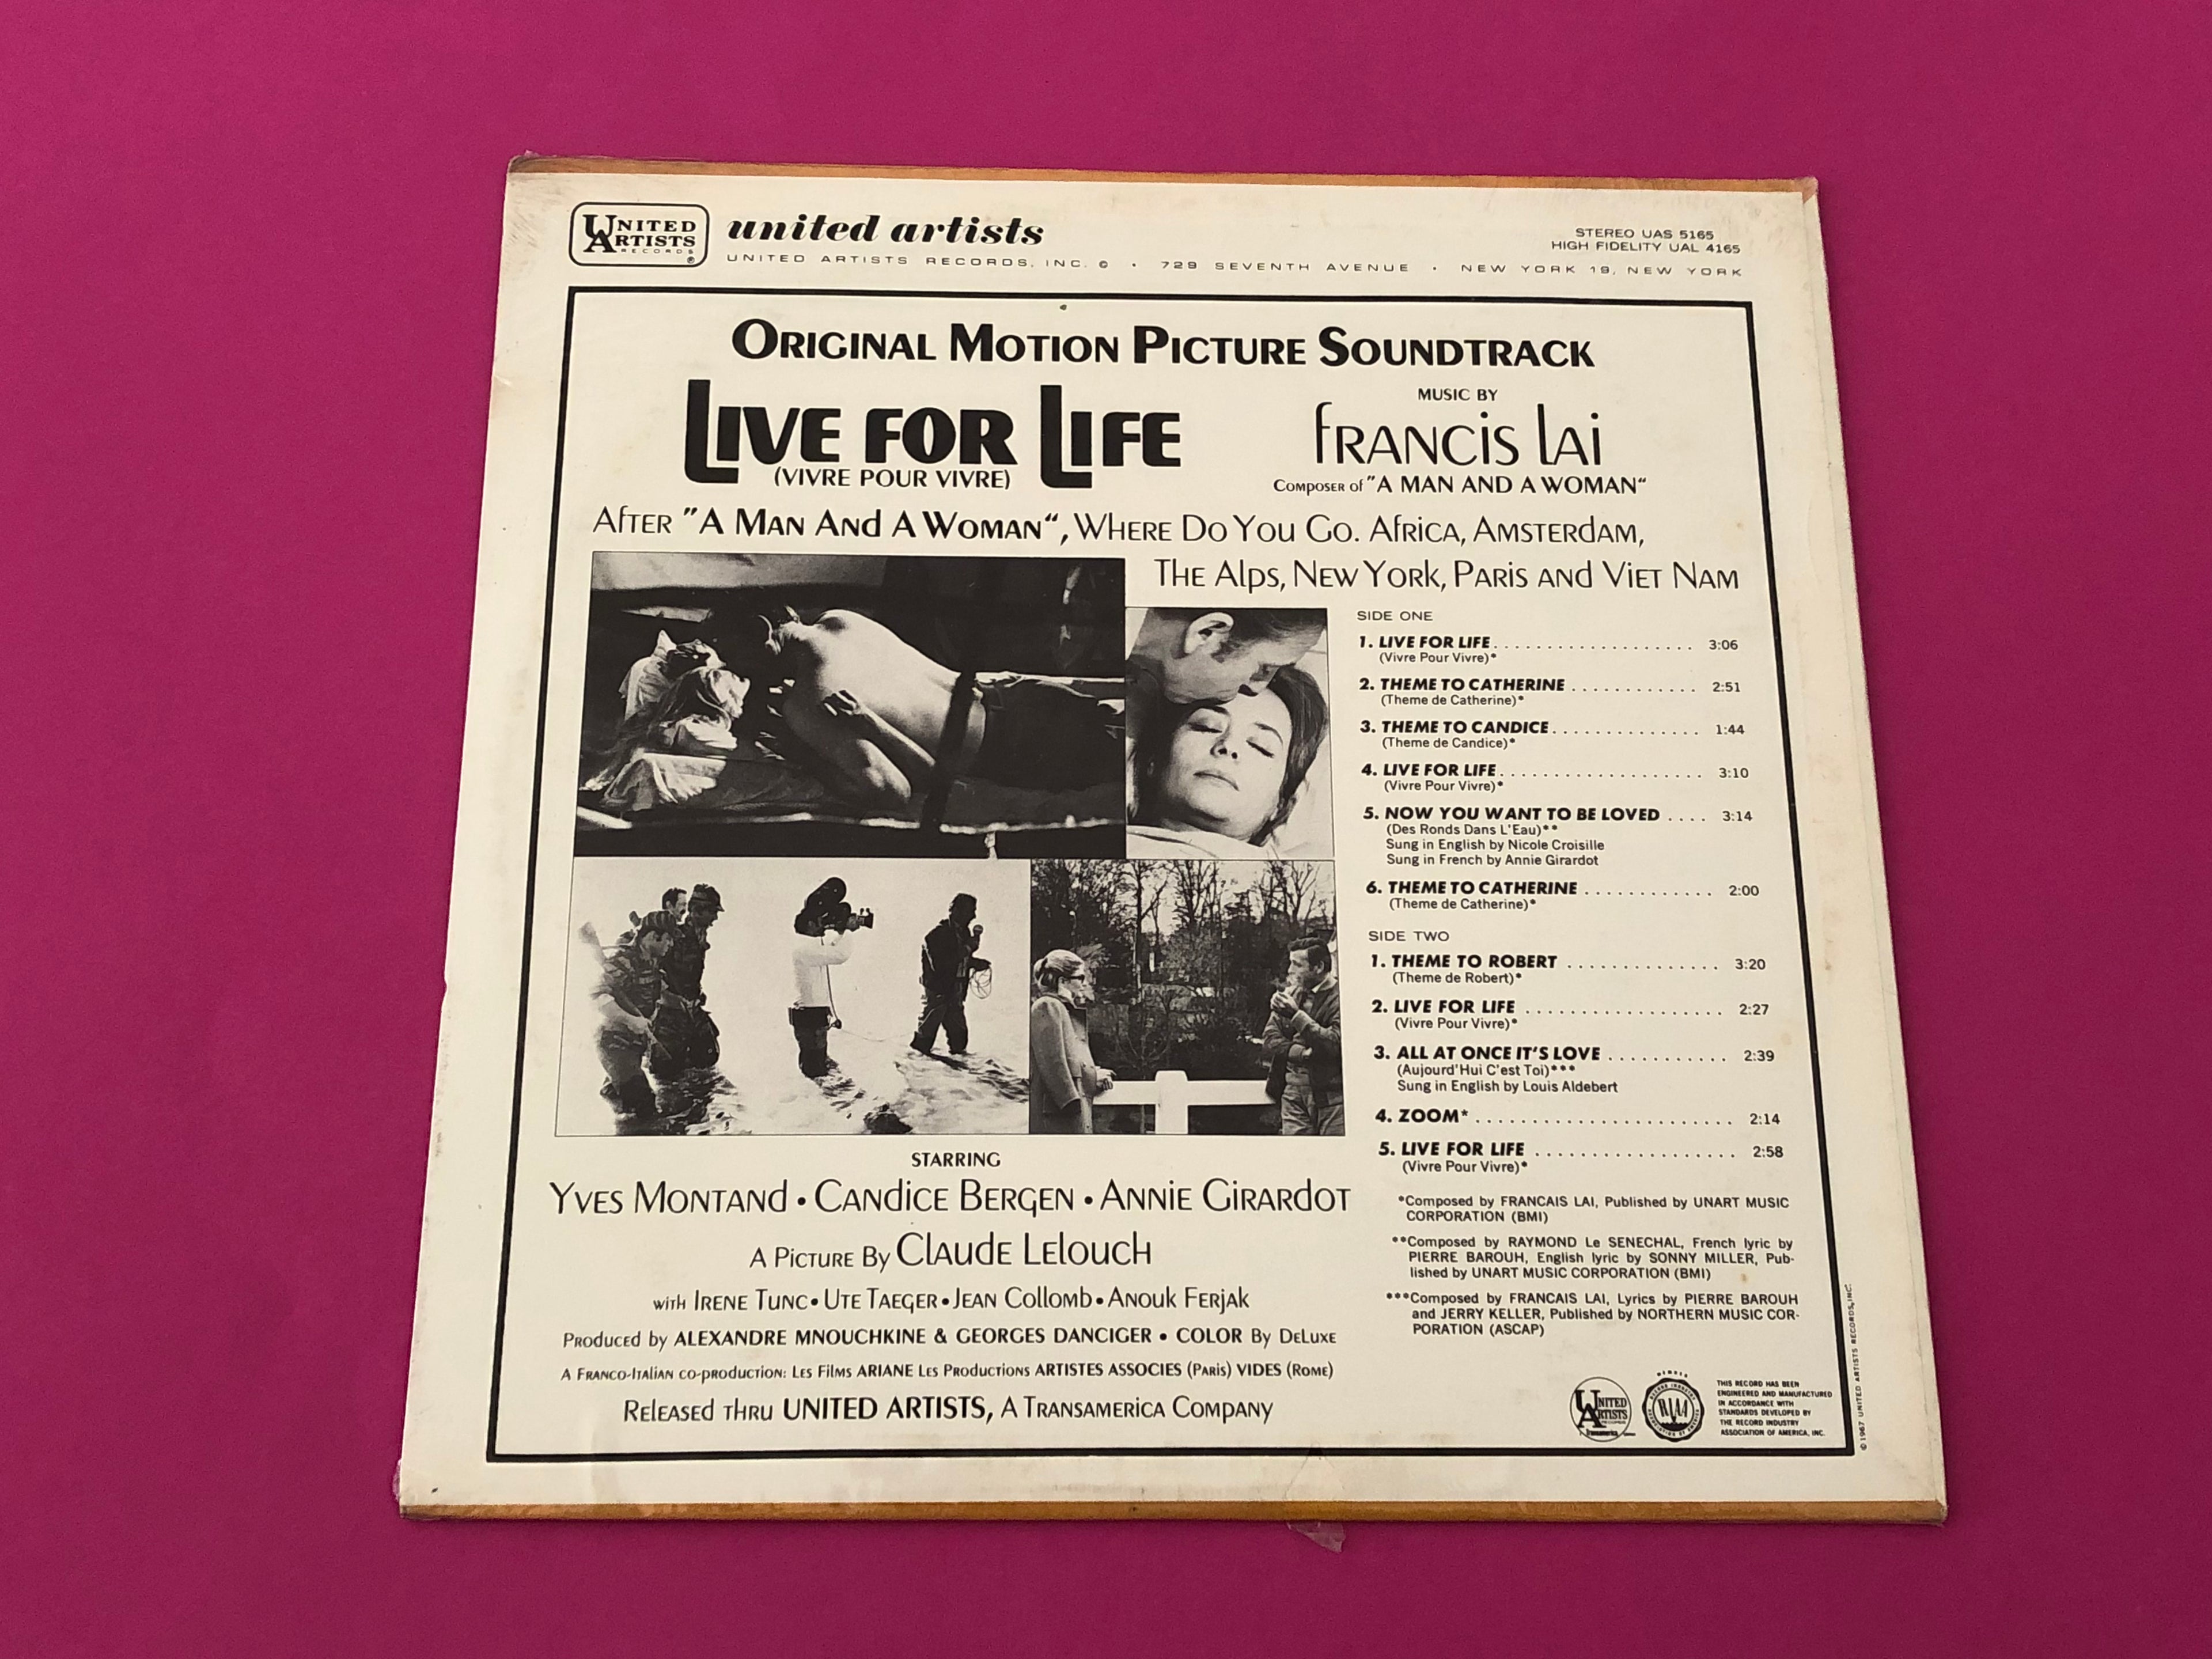 UNITED
ARTISTS
RECORDS
®
united artists
UNITED ARTISTS RECORDS, INC. © • 729 SEVENTH AVENUE • NEW YORK 19, NEW YORK
STEREO UAS 5165
HIGH FIDELITY UAL 4165
ORIGINAL MOTION PICTURE SOUNDTRACK
LIVE FOR LIFE
(VIVRE POUR VIVRE)
MUSIC BY
FRANCIS LAI
COMPOSER OF "A MAN AND A WOMAN"
AFTER "A MAN AND A WOMAN", WHERE DO YOU GO. AFRICA, AMSTERDAM,
THE ALPS, NEW YORK, PARIS AND VIET NAM
SIDE ONE
1. LIVE FOR LIFE . . . . . . . . . . . . . . . . . . . 3:06
(Vivre Pour Vivre)*
2. THEME TO CATHERINE . . . . . . . . . . . . 2:51
(Theme de Catherine)*
3. THEME TO CANDICE . . . . . . . . . . . . . . 1:44
(Theme de Candice)*
4. LIVE FOR LIFE . . . . . . . . . . . . . . . . . . . 3:10
(Vivre Pour Vivre)*
5. NOW YOU WANT TO BE LOVED . . . . 3:14
(Des Ronds Dans L'Eau)**
Sung in English by Nicole Croisille
Sung in French by Annie Girardot
6. THEME TO CATHERINE . . . . . . . . . . . . 2:00
(Theme de Catherine)*
SIDE TWO
1. THEME TO ROBERT . . . . . . . . . . . . . . 3:20
(Theme de Robert)*
2. LIVE FOR LIFE . . . . . . . . . . . . . . . . . . 2:27
(Vivre Pour Vivre)*
3. ALL AT ONCE IT'S LOVE . . . . . . . . . . . 2:39
(Aujourd'Hui C'est Toi)***
Sung in English by Louis Aldebert
4. ZOOM* . . . . . . . . . . . . . . . . . . . . . . . 2:14
5. LIVE FOR LIFE . . . . . . . . . . . . . . . . . . 2:58
(Vivre Pour Vivre)*
*Composed by FRANCAIS LAI, Published by UNART MUSIC
CORPORATION (BMI)
**Composed by RAYMOND Le SENECHAL, French lyric by
PIERRE BAROUH, English lyric by SONNY MILLER, Pub-
lished by UNART MUSIC CORPORATION (BMI)
***Composed by FRANCAIS LAI, Lyrics by PIERRE BAROUH
and JERRY KELLER, Published by NORTHERN MUSIC COR-
PORATION (ASCAP)
STARRING
YVES MONTAND • CANDICE BERGEN • ANNIE GIRARDOT
A PICTURE BY CLAUDE LELOUCH
WITH IRENE TUNC • UTE TAEGER • JEAN COLLOMB • ANOUK FERJAK
PRODUCED BY ALEXANDRE MNOUCHKINE & GEORGES DANCIGER • COLOR BY DELUXE
A FRANCO-ITALIAN CO-PRODUCTION: LES FILMS ARIANE LES PRODUCTIONS ARTISTES ASSOCIES (PARIS) VIDES (ROME)
RELEASED THRU UNITED ARTISTS, A TRANSAMERICA COMPANY
UNITED
ARTISTS
RECORDS
Transamerica
MEMBER
RECORD INDUSTRY ASSOCIATION OF AMERICA
RIAA
THIS RECORD HAS BEEN
ENGINEERED AND MANUFACTURED
IN ACCORDANCE WITH
STANDARDS DEVELOPED BY
THE RECORD INDUSTRY
ASSOCIATION OF AMERICA, INC.
© 1967 UNITED ARTISTS RECORDS, INC.